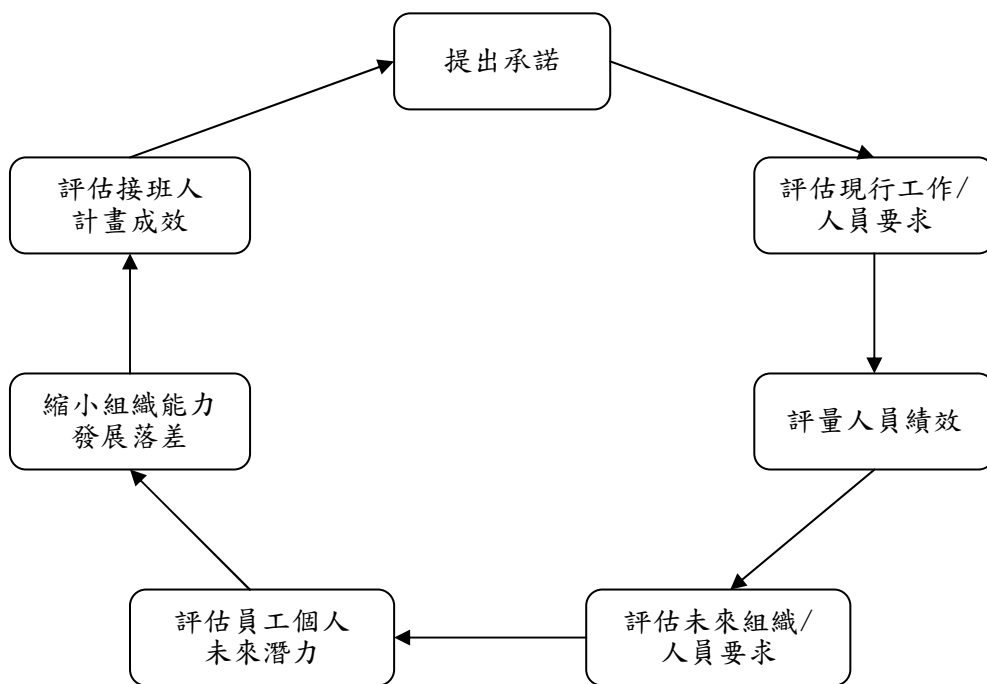 提出承諾
評估現行工作/
人員要求
評量人員績效
評估未來組織/
人員要求
評估員工個人
未來潛力
縮小組織能力
發展落差
評估接班人
計畫成效